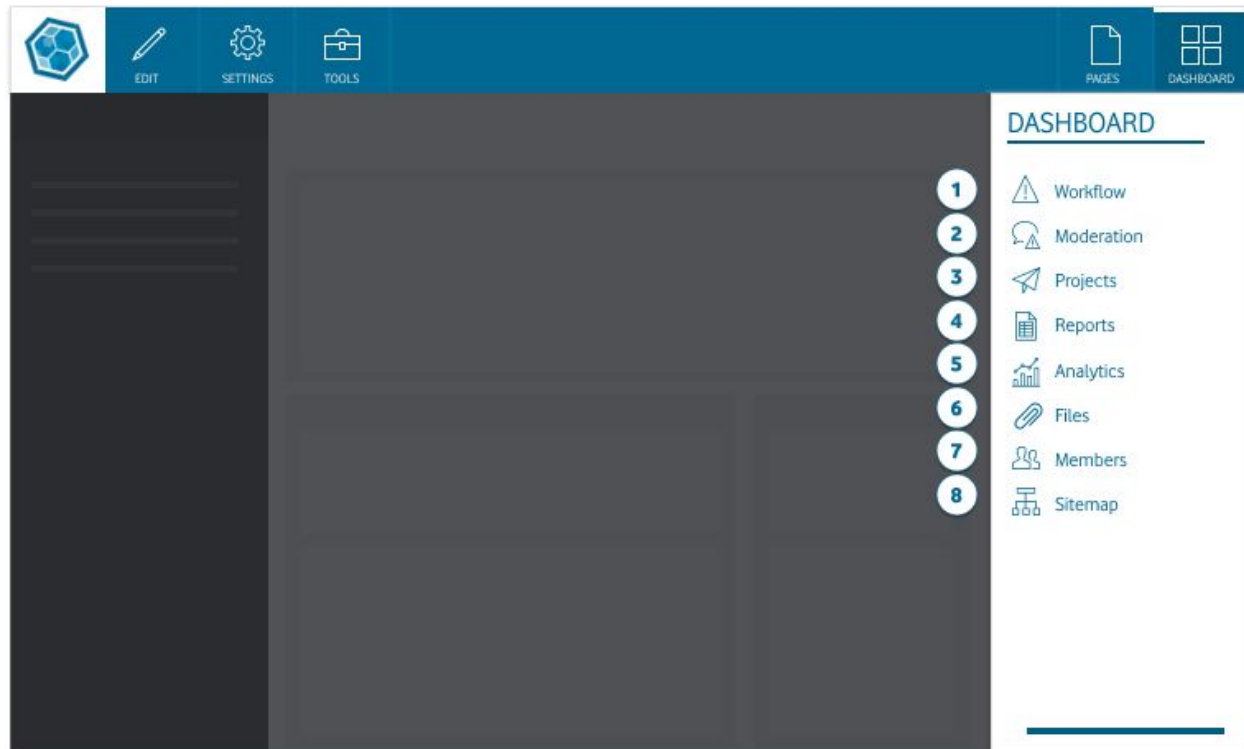 EDIT SETTINGS TOOLS PAGES DASHBOARD
DASHBOARD
1 Workflow
2 Moderation
3 Projects
4 Reports
5 Analytics
6 Files
7 Members
8 Sitemap